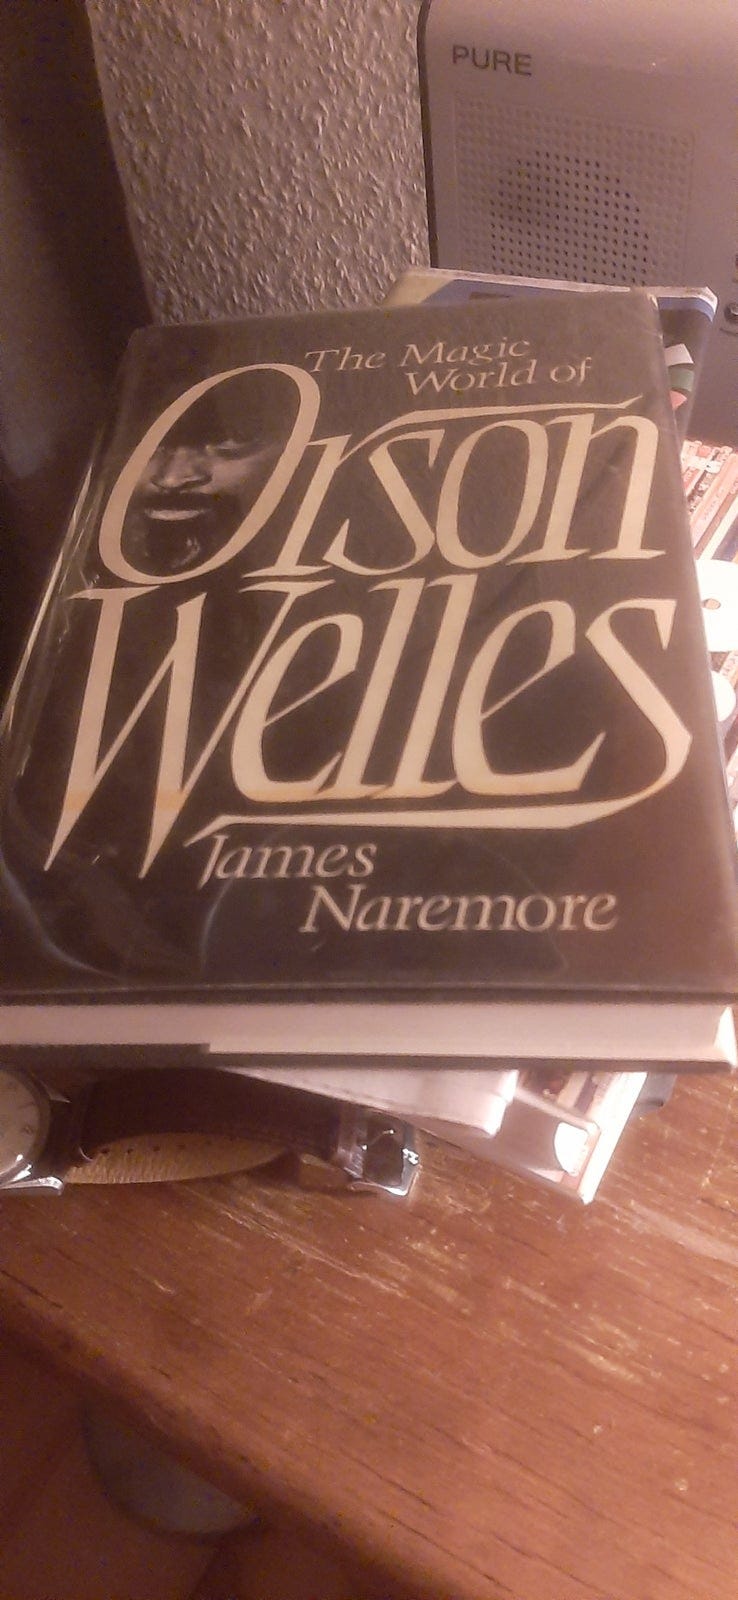 PURE
The Magic
World of
Orson
Welles
James
Naremore